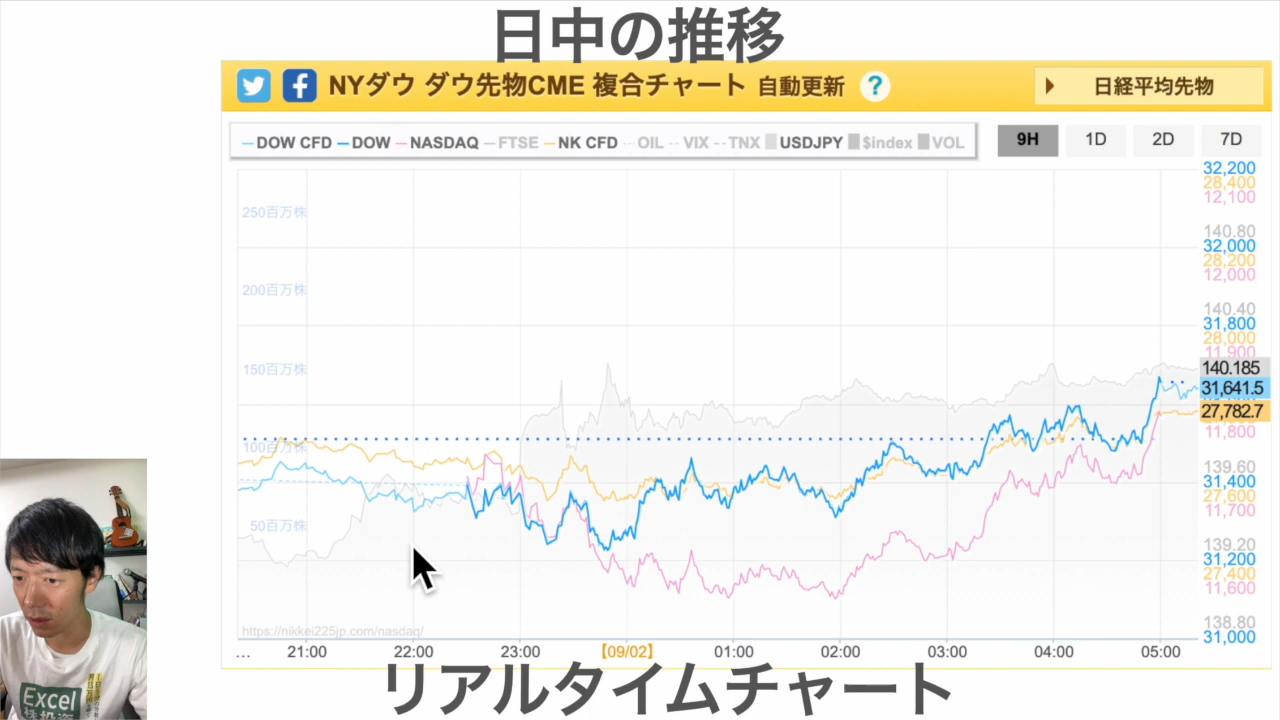 日中の推移
NYダウ ダウ先物CME 複合チャート 自動更新 ?
日経平均先物
DOW CFD DOW NASDAQ FTSE NK CFD OIL VIX TNX USDJPY $index VOL
9H 1D 2D 7D
32,200
28,400
12,100
250百万株
140.80
32,000
28,200
12,000
200百万株
140.40
31,800
28,000
11,900
150百万株
140.185
31,641.5
27,782.7
11,800
100百万株
139.60
31,400
27,600
11,700
50百万株
139.20
31,200
27,400
11,600
138.80
31,000
https://nikkei225jp.com/nasdaq/
... 21:00 22:00 23:00 [09/02] 01:00 02:00 03:00 04:00 05:00
リアルタイムチャート
Excel
株投資